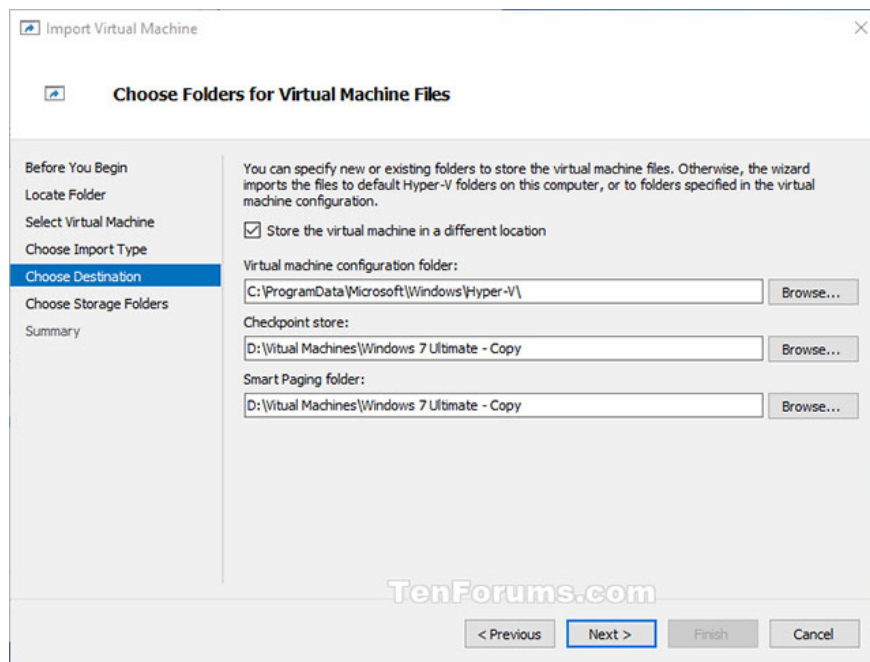 Import Virtual Machine
Choose Folders for Virtual Machine Files
Before You Begin
Locate Folder
Select Virtual Machine
Choose Import Type
Choose Destination
Choose Storage Folders
Summary
You can specify new or existing folders to store the virtual machine files. Otherwise, the wizard
imports the files to default Hyper-V folders on this computer, or to folders specified in the virtual
machine configuration.
Store the virtual machine in a different location
Virtual machine configuration folder:
C:\ProgramData\Microsoft\Windows\Hyper-V\
Browse...
Checkpoint store:
D:\Vitual Machines\Windows 7 Ultimate - Copy
Browse...
Smart Paging folder:
D:\Vitual Machines\Windows 7 Ultimate - Copy
Browse...
TenForums.com
< Previous
Next >
Finish
Cancel